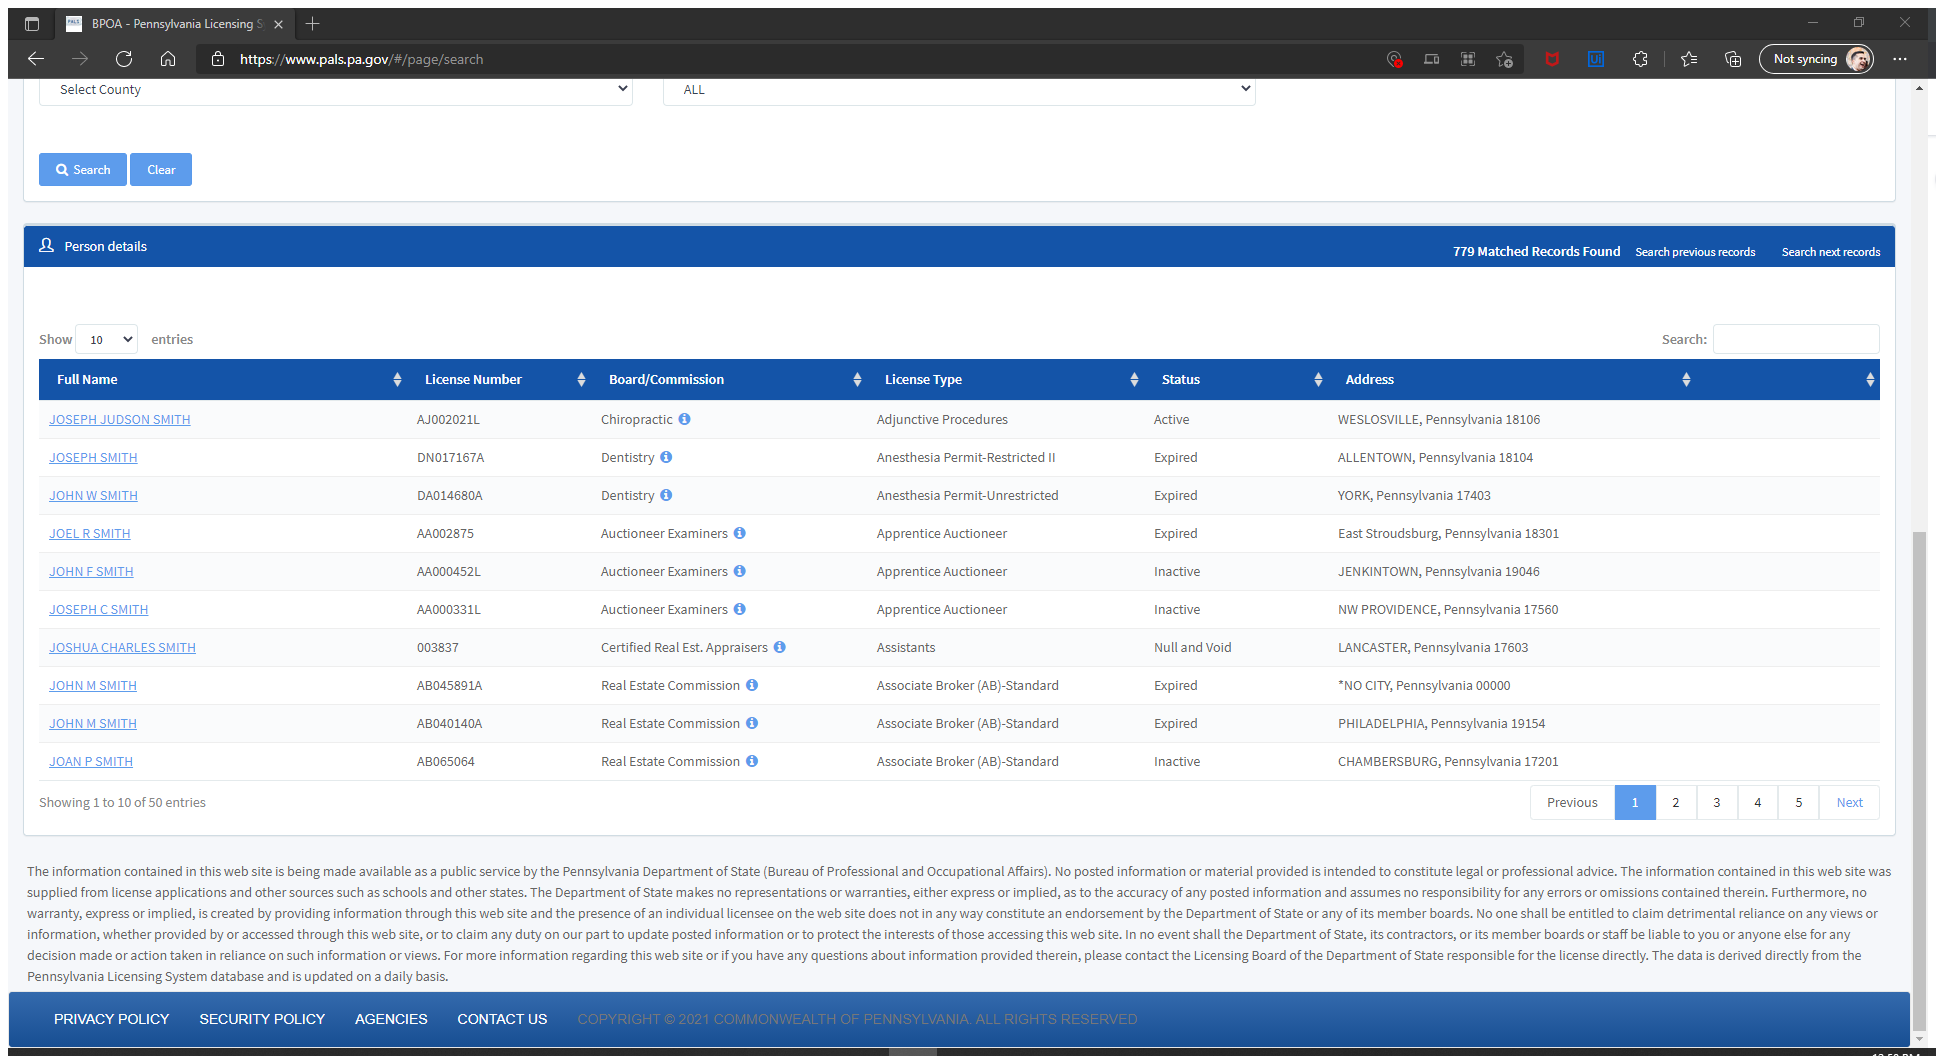 BPOA - Pennsylvania Licensing S
https://www.pals.pa.gov/#/page/search
Not syncing
Select County
ALL
Search
Clear
Person details
779 Matched Records Found
Search previous records
Search next records
Show 10 entries
Search:
Full Name License Number Board/Commission License Type Status Address
JOSEPH JUDSON SMITH AJ002021L Chiropractic Adjunctive Procedures Active WESLOSVILLE, Pennsylvania 18106
JOSEPH SMITH DN017167A Dentistry Anesthesia Permit-Restricted II Expired ALLENTOWN, Pennsylvania 18104
JOHN W SMITH DA014680A Dentistry Anesthesia Permit-Unrestricted Expired YORK, Pennsylvania 17403
JOEL R SMITH AA002875 Auctioneer Examiners Apprentice Auctioneer Expired East Stroudsburg, Pennsylvania 18301
JOHN F SMITH AA000452L Auctioneer Examiners Apprentice Auctioneer Inactive JENKINTOWN, Pennsylvania 19046
JOSEPH C SMITH AA000331L Auctioneer Examiners Apprentice Auctioneer Inactive NW PROVIDENCE, Pennsylvania 17560
JOSHUA CHARLES SMITH 003837 Certified Real Est. Appraisers Assistants Null and Void LANCASTER, Pennsylvania 17603
JOHN M SMITH AB045891A Real Estate Commission Associate Broker (AB)-Standard Expired *NO CITY, Pennsylvania 00000
JOHN M SMITH AB040140A Real Estate Commission Associate Broker (AB)-Standard Expired PHILADELPHIA, Pennsylvania 19154
JOAN P SMITH AB065064 Real Estate Commission Associate Broker (AB)-Standard Inactive CHAMBERSBURG, Pennsylvania 17201
Showing 1 to 10 of 50 entries
Previous 1 2 3 4 5 Next
The information contained in this web site is being made available as a public service by the Pennsylvania Department of State (Bureau of Professional and Occupational Affairs). No posted information or material provided is intended to constitute legal or professional advice. The information contained in this web site was
supplied from license applications and other sources such as schools and other states. The Department of State makes no representations or warranties, either express or implied, as to the accuracy of any posted information and assumes no responsibility for any errors or omissions contained therein. Furthermore, no
warranty, express or implied, is created by providing information through this web site and the presence of an individual licensee on the web site does not in any way constitute an endorsement by the Department of State or any of its member boards. No one shall be entitled to claim detrimental reliance on any views or
information, whether provided by or accessed through this web site, or to claim any duty on our part to update posted information or to protect the interests of those accessing this web site. In no event shall the Department of State, its contractors, or its member boards or staff be liable to you or anyone else for any
decision made or action taken in reliance on such information or views. For more information regarding this web site or if you have any questions about information provided therein, please contact the Licensing Board of the Department of State responsible for the license directly. The data is derived directly from the
Pennsylvania Licensing System database and is updated on a daily basis.
PRIVACY POLICY SECURITY POLICY AGENCIES CONTACT US COPYRIGHT © 2021 COMMONWEALTH OF PENNSYLVANIA. ALL RIGHTS RESERVED